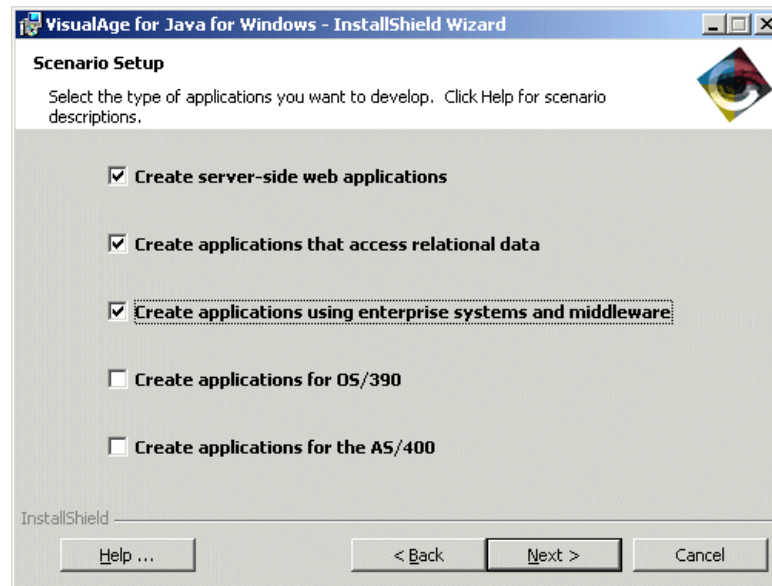 VisualAge for Java for Windows - InstallShield Wizard
Scenario Setup
Select the type of applications you want to develop. Click Help for scenario
descriptions.
Create server-side web applications
Create applications that access relational data
Create applications using enterprise systems and middleware
Create applications for OS/390
Create applications for the AS/400
InstallShield
Help ...
< Back
Next >
Cancel